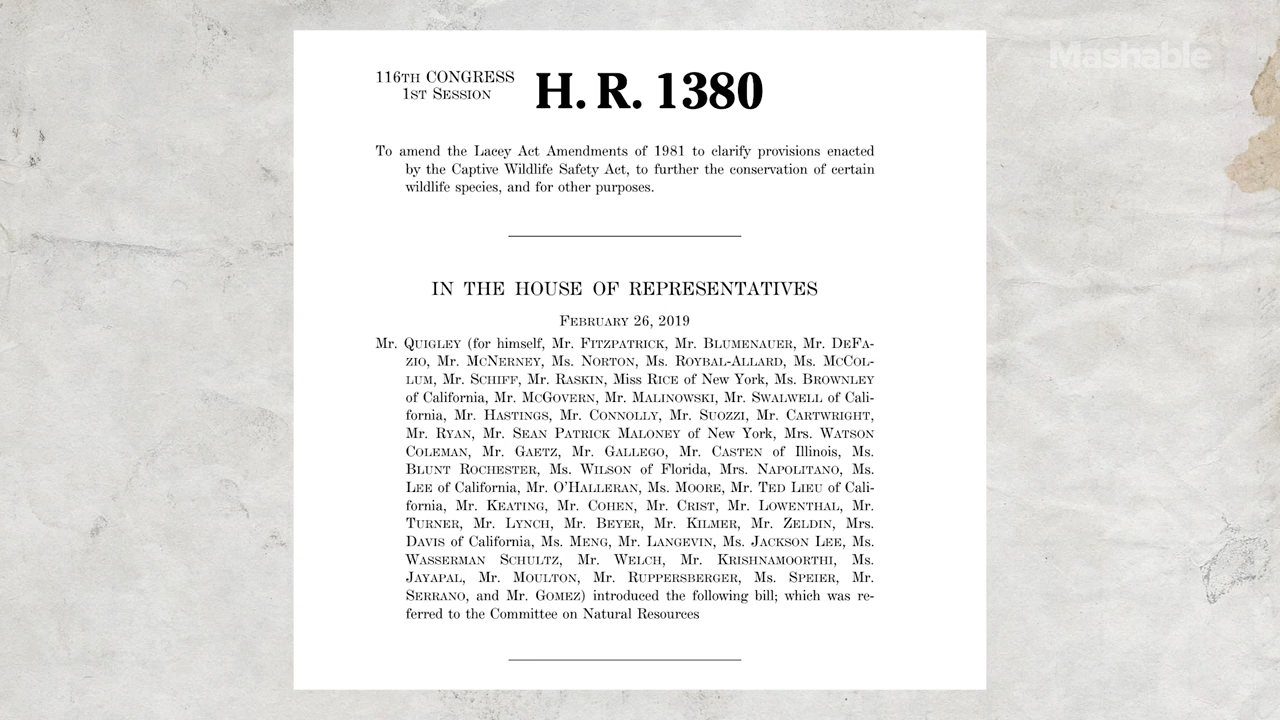 Mashable
116TH CONGRESS
1ST SESSION
H. R. 1380
To amend the Lacey Act Amendments of 1981 to clarify provisions enacted
by the Captive Wildlife Safety Act, to further the conservation of certain
wildlife species, and for other purposes.
IN THE HOUSE OF REPRESENTATIVES
FEBRUARY 26, 2019
Mr. QUIGLEY (for himself, Mr. FITZPATRICK, Mr. BLUMENAUER, Mr. DEFA-
ZIO, Mr. MCNERNEY, Ms. NORTON, Ms. ROYBAL-ALLARD, Ms. MCCOL-
LUM, Mr. SCHIFF, Mr. RASKIN, Miss RICE of New York, Ms. BROWNLEY
of California, Mr. MCGOVERN, Mr. MALINOWSKI, Mr. SWALWELL of Cali-
fornia, Mr. HASTINGS, Mr. CONNOLLY, Mr. SUOZZI, Mr. CARTWRIGHT,
Mr. RYAN, Mr. SEAN PATRICK MALONEY of New York, Mrs. WATSON
COLEMAN, Mr. GAETZ, Mr. GALLEGO, Mr. CASTEN of Illinois, Ms.
BLUNT ROCHESTER, Ms. WILSON of Florida, Mrs. NAPOLITANO, Ms.
LEE of California, Mr. O'HALLERAN, Ms. MOORE, Mr. TED LIEU of Cali-
fornia, Mr. KEATING, Mr. COHEN, Mr. CRIST, Mr. LOWENTHAL, Mr.
TURNER, Mr. LYNCH, Mr. BEYER, Mr. KILMER, Mr. ZELDIN, Mrs.
DAVIS of California, Ms. MENG, Mr. LANGEVIN, Ms. JACKSON LEE, Ms.
WASSERMAN SCHULTZ, Mr. WELCH, Mr. KRISHNAMOORTHI, Ms.
JAYAPAL, Mr. MOULTON, Mr. RUPPERSBERGER, Ms. SPEIER, Mr.
SERRANO, and Mr. GOMEZ) introduced the following bill; which was re-
ferred to the Committee on Natural Resources